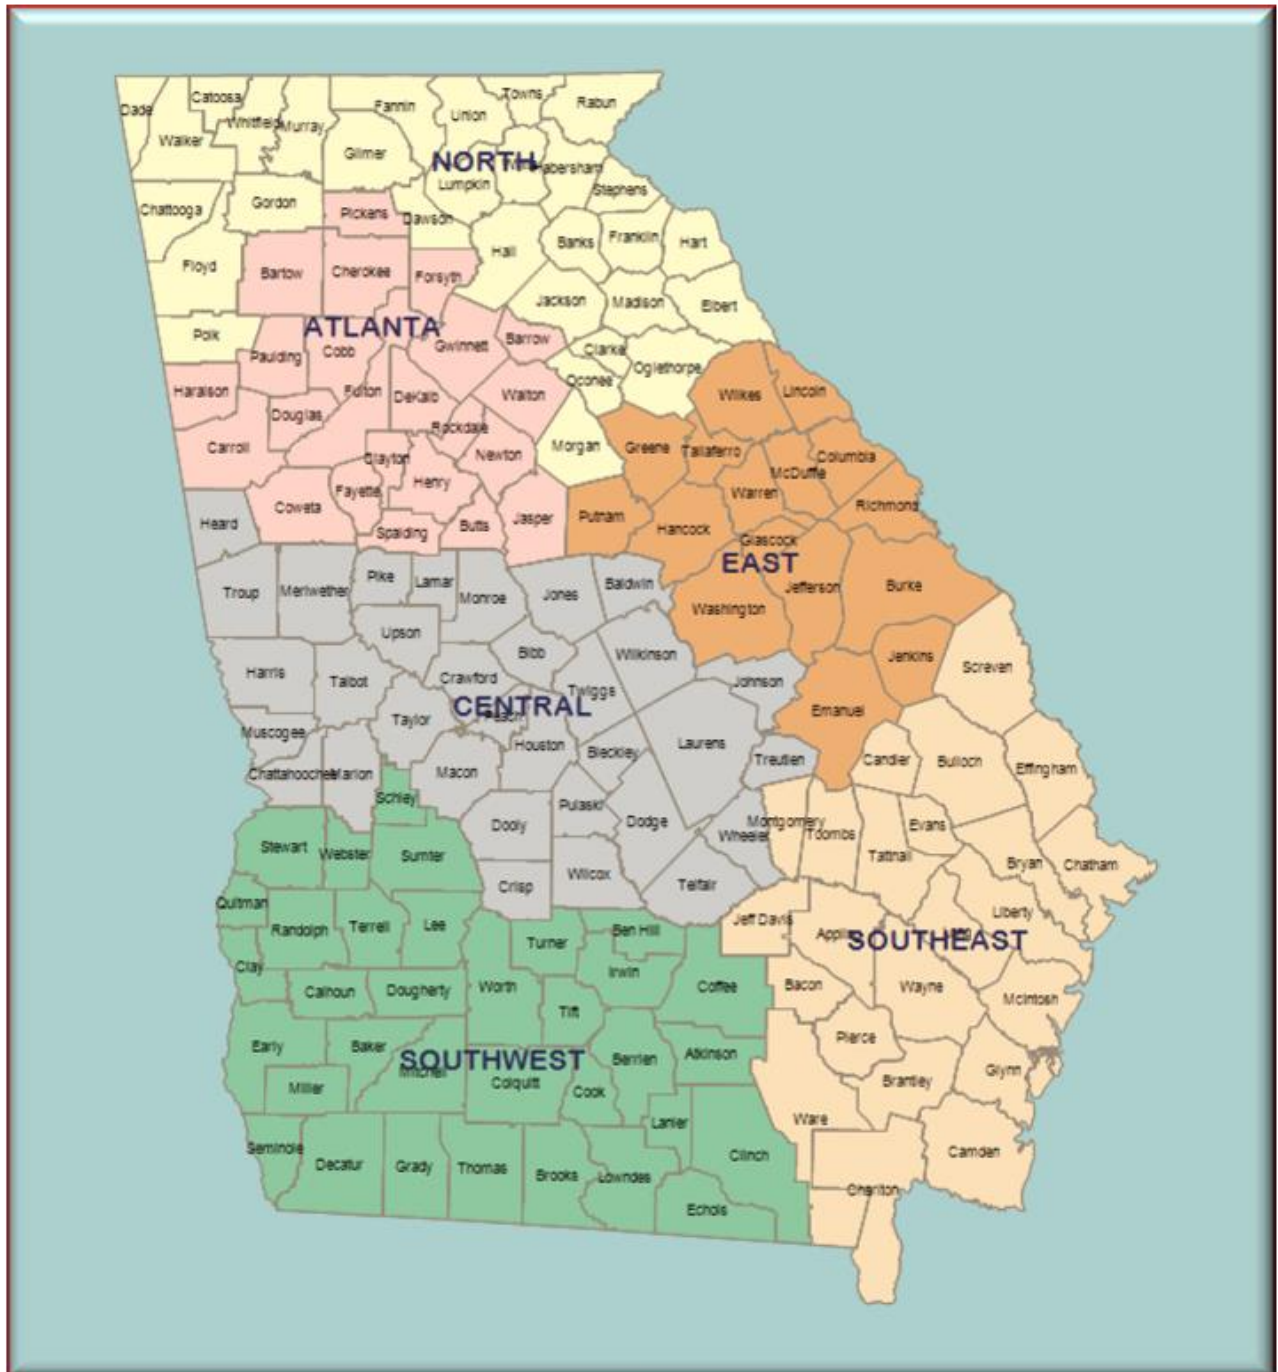 Dade
Catoosa
Whitfield
Murray
Fannin
Union
Towns
Rabun
Walker
Gilmer
NORTH
Habersham
Lumpkin
Stephens
Chattooga
Gordon
Pickens
Dawson
Hall
Banks
Franklin
Hart
Floyd
Bartow
Cherokee
Forsyth
Jackson
Madison
Elbert
ATLANTA
Polk
Paulding
Cobb
Gwinnett
Barrow
Clarke
Oglethorpe
Oconee
Haralson
Fulton
DeKalb
Walton
Wilkes
Lincoln
Douglas
Rockdale
Carroll
Clayton
Newton
Morgan
Greene
Taliaferro
Columbia
McDuffie
Fayette
Henry
Warren
Richmond
Heard
Coweta
Spalding
Butts
Jasper
Putnam
Hancock
Glascock
EAST
Troup
Meriwether
Pike
Lamar
Monroe
Jones
Baldwin
Washington
Jefferson
Burke
Upson
Bibb
Wilkinson
Jenkins
Screven
Harris
Talbot
Crawford
Twiggs
Johnson
CENTRAL
Taylor
Peach
Emanuel
Muscogee
Houston
Bleckley
Laurens
Treutlen
Candler
Bulloch
Effingham
Chattahoochee
Marion
Macon
Schley
Pulaski
Dooly
Dodge
Wheeler
Montgomery
Toombs
Evans
Tattnall
Bryan
Chatham
Stewart
Webster
Sumter
Crisp
Wilcox
Telfair
Quitman
Randolph
Terrell
Lee
Turner
Ben Hill
Jeff Davis
Appling
Liberty
SOUTHEAST
Clay
Calhoun
Dougherty
Worth
Irwin
Coffee
Bacon
Wayne
McIntosh
Tift
Early
Baker
SOUTHWEST
Mitchell
Colquitt
Cook
Berrien
Atkinson
Pierce
Brantley
Glynn
Miller
Lanier
Ware
Seminole
Decatur
Grady
Thomas
Brooks
Lowndes
Clinch
Camden
Echols
Charlton